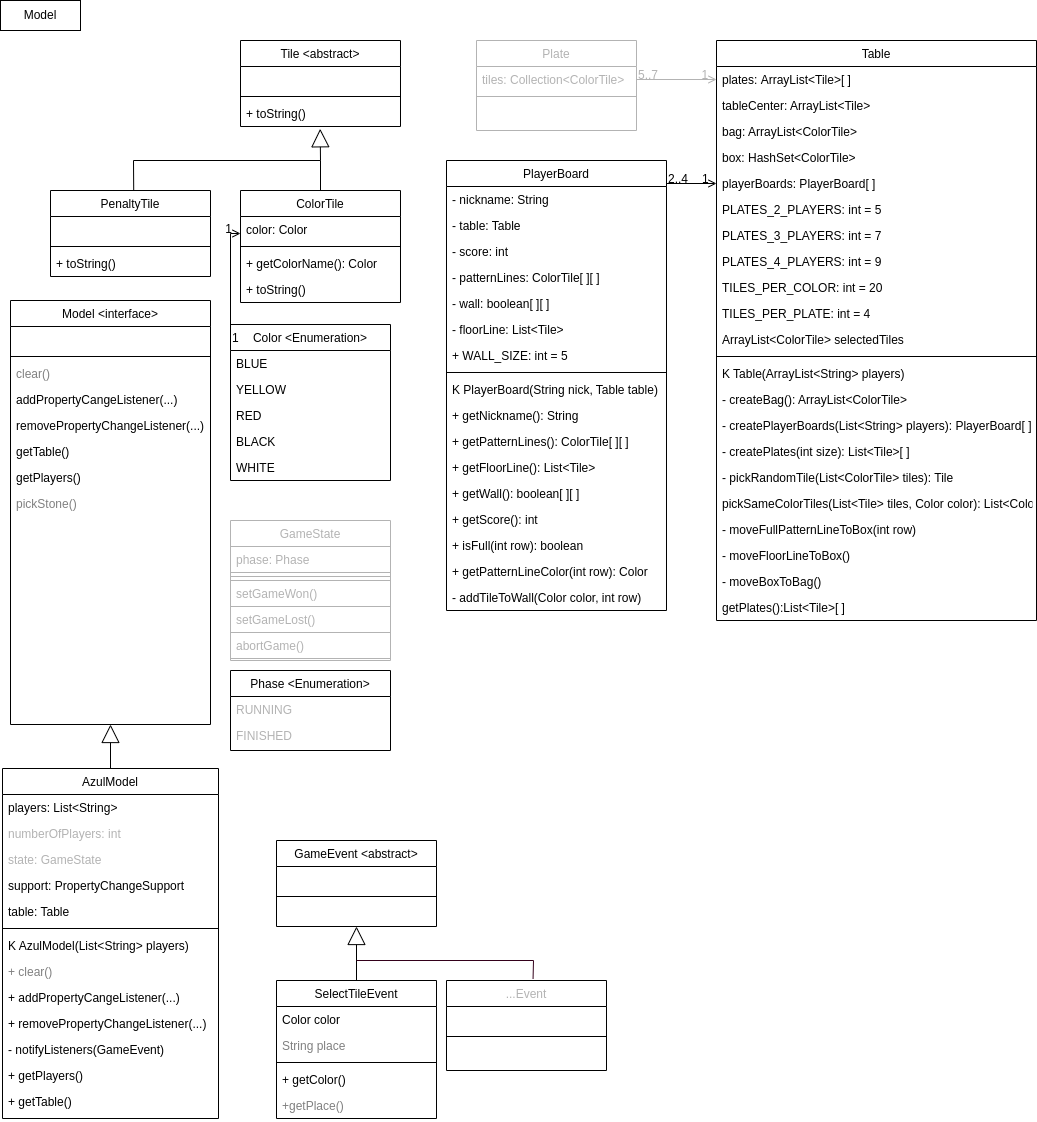 Model
Tile <abstract>
+ toString()
PenaltyTile
+ toString()
ColorTile
color: Color
+ getColorName(): Color
+ toString()
1
1
Color <Enumeration>
BLUE
YELLOW
RED
BLACK
WHITE
Model <interface>
clear()
addPropertyCangeListener(...)
removePropertyChangeListener(...)
getTable()
getPlayers()
pickStone()
GameState
phase: Phase
setGameWon()
setGameLost()
abortGame()
Phase <Enumeration>
RUNNING
FINISHED
AzulModel
players: List<String>
numberOfPlayers: int
state: GameState
support: PropertyChangeSupport
table: Table
K AzulModel(List<String> players)
+ clear()
+ addPropertyCangeListener(...)
+ removePropertyChangeListener(...)
- notifyListeners(GameEvent)
+ getPlayers()
+ getTable()
GameEvent <abstract>
SelectTileEvent
Color color
String place
+ getColor()
+getPlace()
...Event
Plate
tiles: Collection<ColorTile>
5..7
1
PlayerBoard
- nickname: String
- table: Table
- score: int
- patternLines: ColorTile[ ][ ]
- wall: boolean[ ][ ]
- floorLine: List<Tile>
+ WALL_SIZE: int = 5
K PlayerBoard(String nick, Table table)
+ getNickname(): String
+ getPatternLines(): ColorTile[ ][ ]
+ getFloorLine(): List<Tile>
+ getWall(): boolean[ ][ ]
+ getScore(): int
+ isFull(int row): boolean
+ getPatternLineColor(int row): Color
- addTileToWall(Color color, int row)
2..4
1
Table
plates: ArrayList<Tile>[ ]
tableCenter: ArrayList<Tile>
bag: ArrayList<ColorTile>
box: HashSet<ColorTile>
playerBoards: PlayerBoard[ ]
PLATES_2_PLAYERS: int = 5
PLATES_3_PLAYERS: int = 7
PLATES_4_PLAYERS: int = 9
TILES_PER_COLOR: int = 20
TILES_PER_PLATE: int = 4
ArrayList<ColorTile> selectedTiles
K Table(ArrayList<String> players)
- createBag(): ArrayList<ColorTile>
- createPlayerBoards(List<String> players): PlayerBoard[ ]
- createPlates(int size): List<Tile>[ ]
- pickRandomTile(List<ColorTile> tiles): Tile
pickSameColorTiles(List<Tile> tiles, Color color): List<Colo
- moveFullPatternLineToBox(int row)
- moveFloorLineToBox()
- moveBoxToBag()
getPlates():List<Tile>[ ]